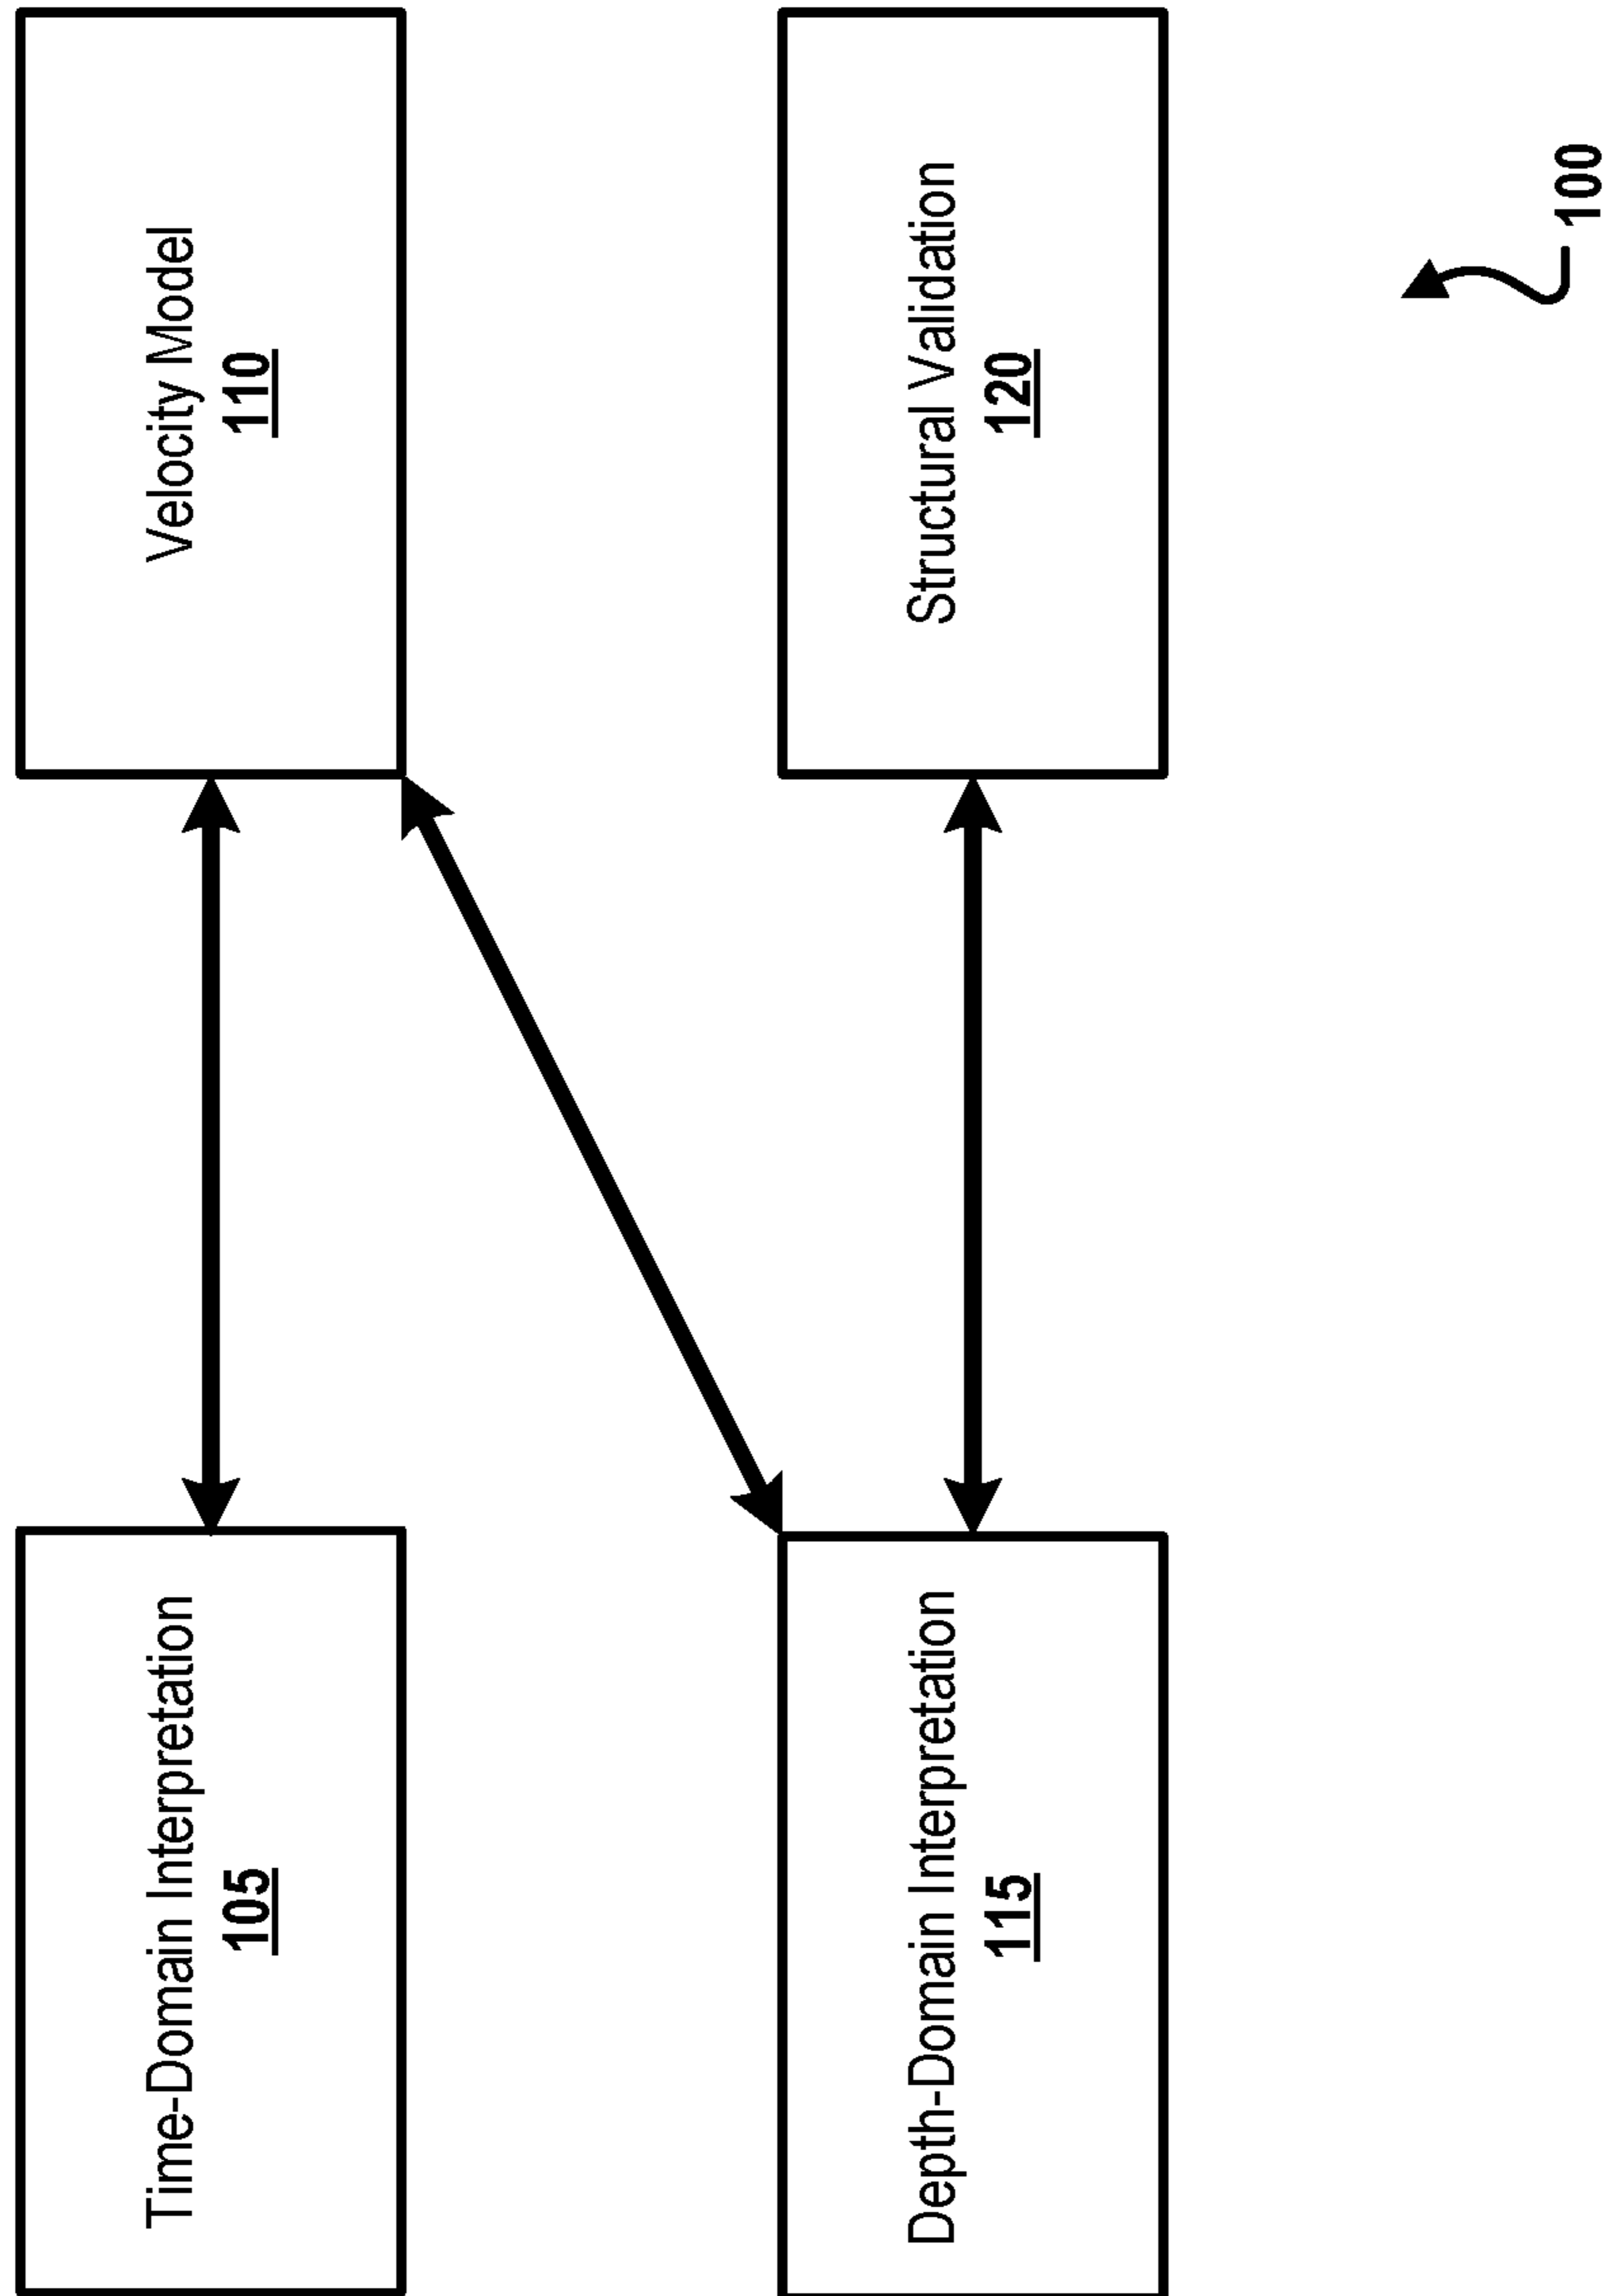 Time-Domain Interpretation
105
Velocity Model
110
Depth-Domain Interpretation
115
Structural Validation
120
100